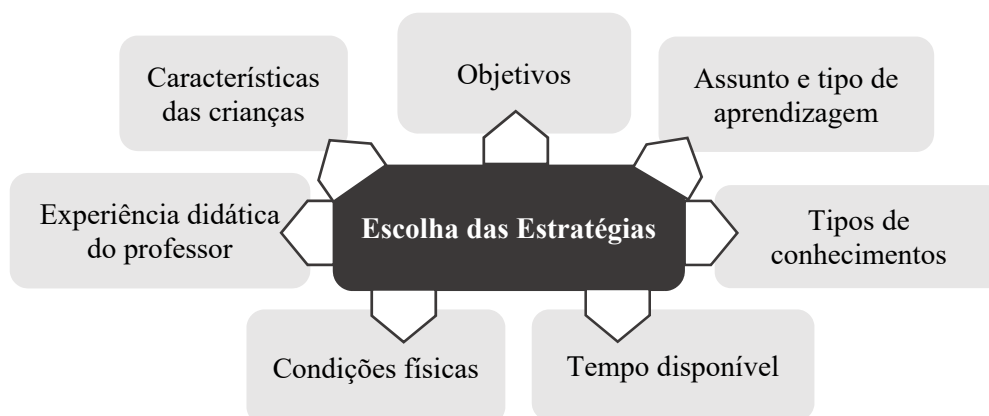 Objetivos
Características
das crianças
Assunto e tipo de
aprendizagem
Experiência didática
do professor
Escolha das Estratégias
Tipos de
conhecimentos
Condições físicas
Tempo disponível